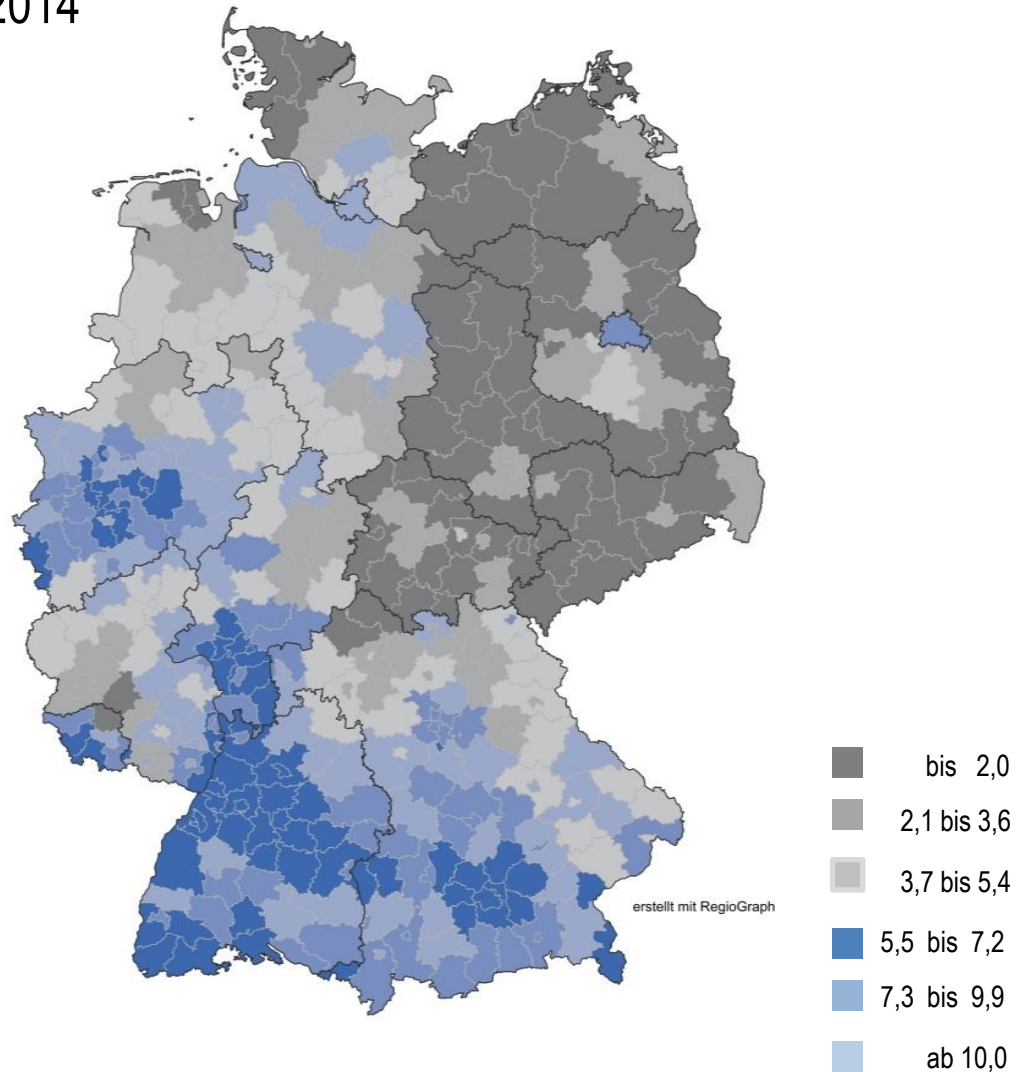 2014
bis 2,0
2,1 bis 3,6
3,7 bis 5,4
erstellt mit RegioGraph
5,5 bis 7,2
7,3 bis 9,9
ab 10,0